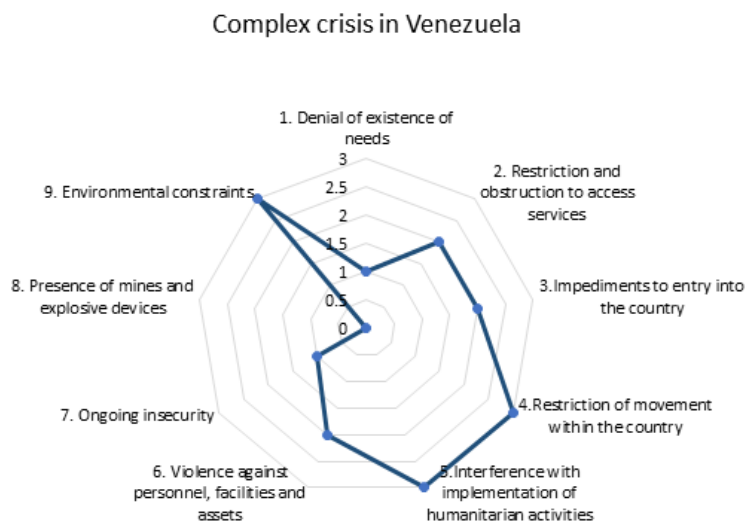 Complex crisis in Venezuela
1. Denial of existence of
needs
2. Restriction and
obstruction to access
services
3.Impediments to entry into
the country
4.Restriction of movement
within the country
5.Interference with
implementation of
humanitarian activities
6. Violence against
personnel, facilities and
assets
7. Ongoing insecurity
8. Presence of mines and
explosive devices
9. Environmental constraints
3
2.5
2
1.5
1
0.5
0